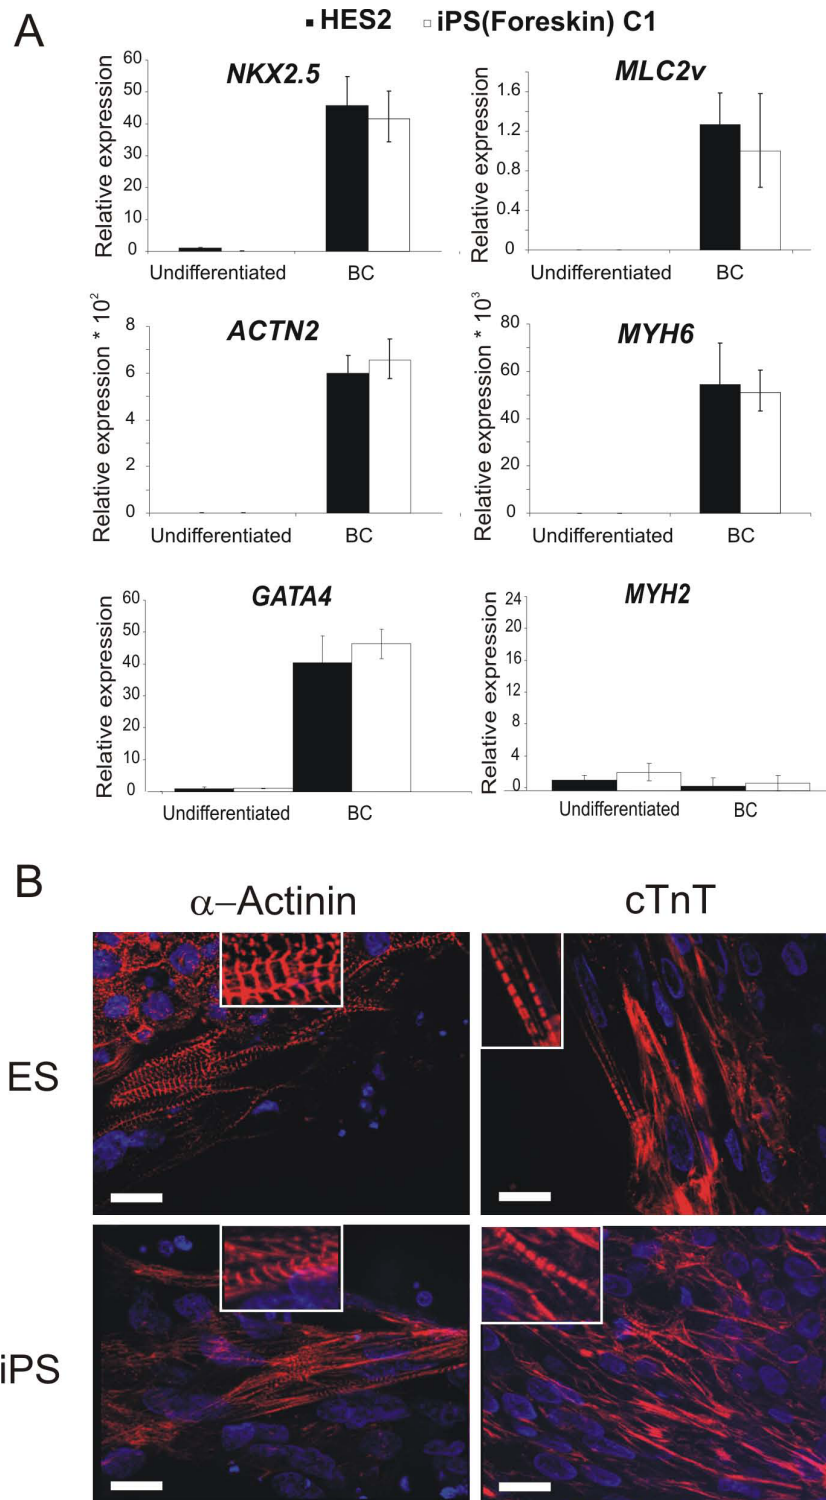 A
HES2 iPS(Foreskin) C1
NKX2.5
Relative expression
60
50
40
30
20
10
0
Undifferentiated BC
MLC2v
Relative expression
1.6
1.2
0.8
0.4
0
Undifferentiated BC
ACTN2
Relative expression * 10²
8
6
4
2
0
Undifferentiated BC
MYH6
Relative expression * 10³
80
60
40
20
0
Undifferentiated BC
GATA4
Relative expression
60
50
40
30
20
10
0
Undifferentiated BC
MYH2
Relative expression
24
20
16
12
8
4
0
Undifferentiated BC
B
α–Actinin cTnT
ES
iPS